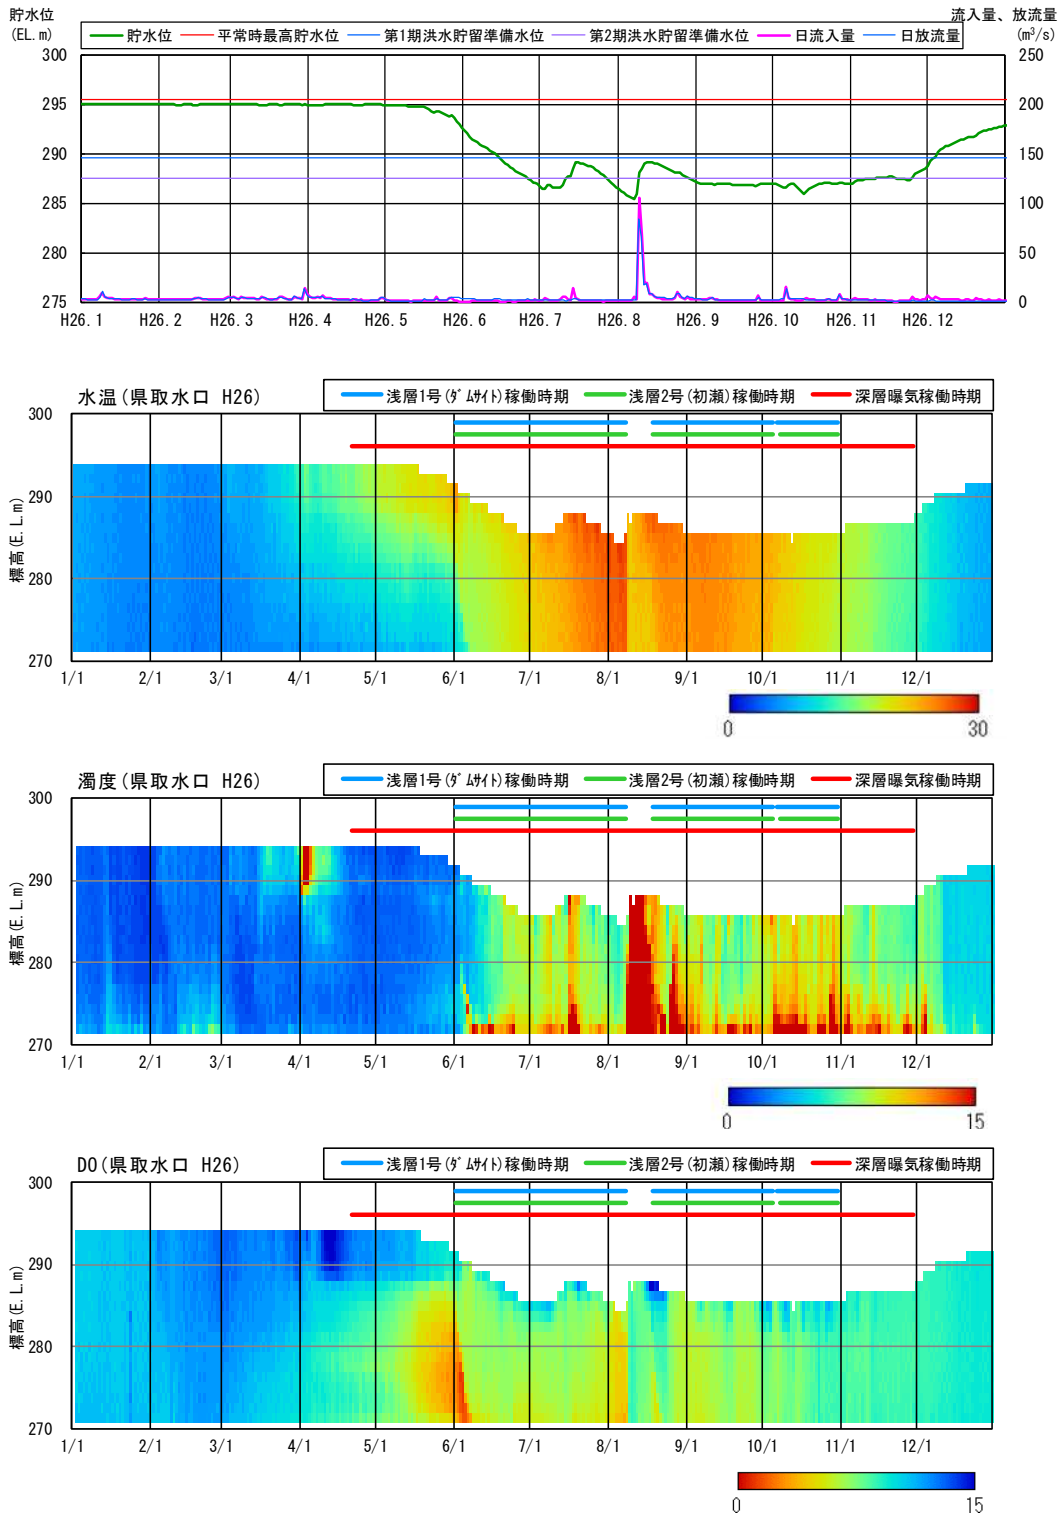 貯水位
(EL.m)
流入量、放流量
(m³/s)
貯水位 平常時最高貯水位 第1期洪水貯留準備水位 第2期洪水貯留準備水位 日流入量 日放流量
300 250
295 200
290 150
285 100
280 50
275 0
H26.1 H26.2 H26.3 H26.4 H26.5 H26.6 H26.7 H26.8 H26.9 H26.10 H26.11 H26.12
水温(県取水口 H26)
浅層1号(ダムサイト)稼働時期 浅層2号(初瀬)稼働時期 深層曝気稼働時期
標高(E.L.m)
300
290
280
270
1/1 2/1 3/1 4/1 5/1 6/1 7/1 8/1 9/1 10/1 11/1 12/1
0 30
濁度(県取水口 H26)
浅層1号(ダムサイト)稼働時期 浅層2号(初瀬)稼働時期 深層曝気稼働時期
標高(E.L.m)
300
290
280
270
1/1 2/1 3/1 4/1 5/1 6/1 7/1 8/1 9/1 10/1 11/1 12/1
0 15
DO(県取水口 H26)
浅層1号(ダムサイト)稼働時期 浅層2号(初瀬)稼働時期 深層曝気稼働時期
標高(E.L.m)
300
290
280
270
1/1 2/1 3/1 4/1 5/1 6/1 7/1 8/1 9/1 10/1 11/1 12/1
0 15